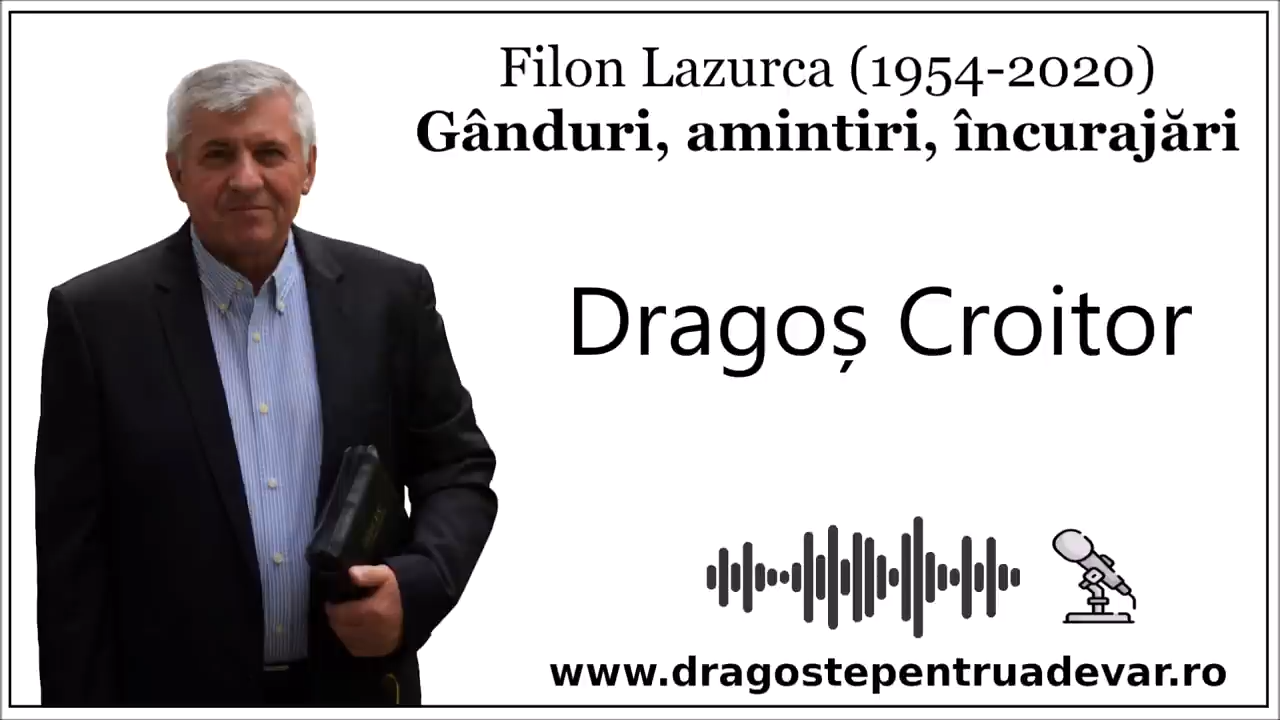 Filon Lazurca (1954-2020)
Gânduri, amintiri, încurajări
Dragoș Croitor
www.dragostepentruadevar.ro